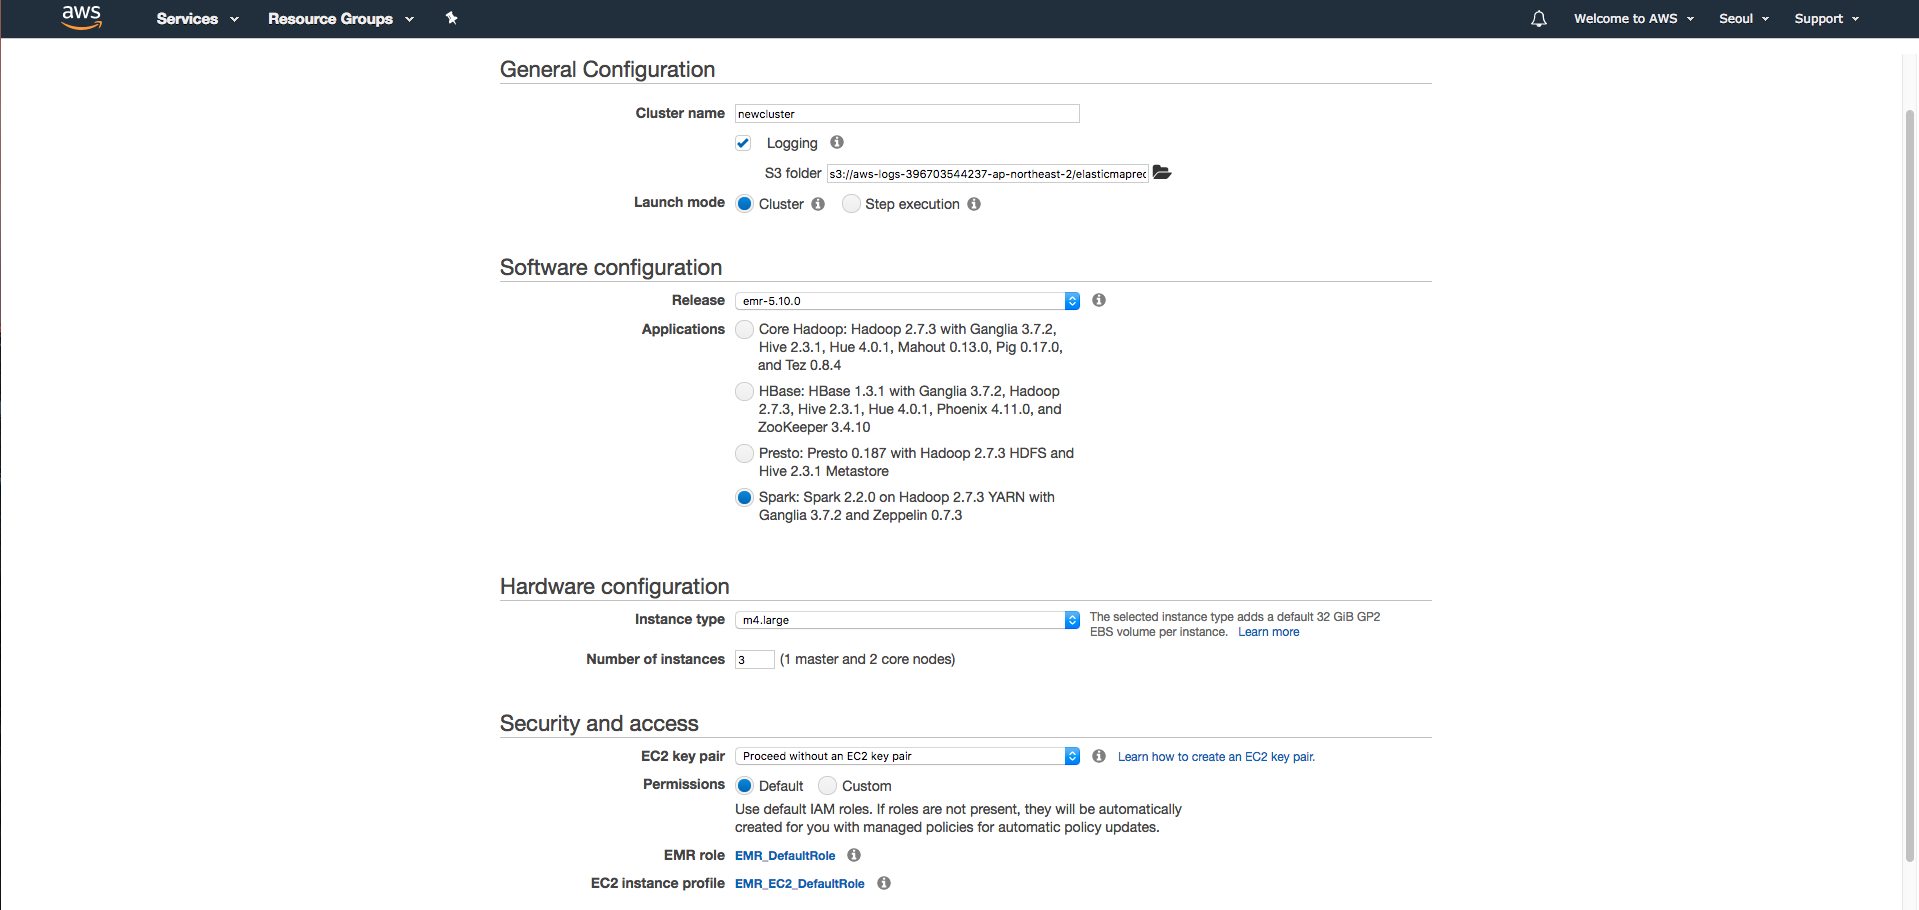 aws Services Resource Groups Welcome to AWS Seoul Support
General Configuration
Cluster name newcluster
Logging
S3 folder s3://aws-logs-396703544237-ap-northeast-2/elasticmapred
Launch mode Cluster Step execution
Software configuration
Release emr-5.10.0
Applications Core Hadoop: Hadoop 2.7.3 with Ganglia 3.7.2,
Hive 2.3.1, Hue 4.0.1, Mahout 0.13.0, Pig 0.17.0,
and Tez 0.8.4
HBase: HBase 1.3.1 with Ganglia 3.7.2, Hadoop
2.7.3, Hive 2.3.1, Hue 4.0.1, Phoenix 4.11.0, and
ZooKeeper 3.4.10
Presto: Presto 0.187 with Hadoop 2.7.3 HDFS and
Hive 2.3.1 Metastore
Spark: Spark 2.2.0 on Hadoop 2.7.3 YARN with
Ganglia 3.7.2 and Zeppelin 0.7.3
Hardware configuration
Instance type m4.large The selected instance type adds a default 32 GiB GP2
EBS volume per instance. Learn more
Number of instances 3 (1 master and 2 core nodes)
Security and access
EC2 key pair Proceed without an EC2 key pair Learn how to create an EC2 key pair.
Permissions Default Custom
Use default IAM roles. If roles are not present, they will be automatically
created for you with managed policies for automatic policy updates.
EMR role EMR_DefaultRole
EC2 instance profile EMR_EC2_DefaultRole